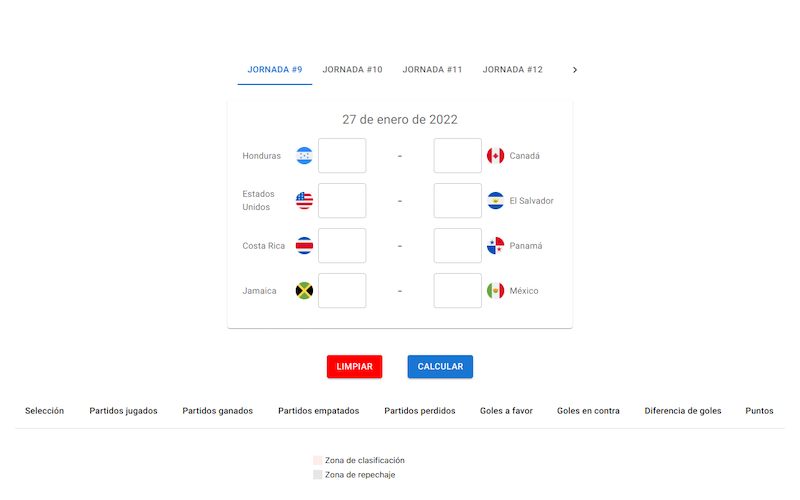 JORNADA #9 JORNADA #10 JORNADA #11 JORNADA #12
27 de enero de 2022
Honduras - Canadá
Estados
Unidos - El Salvador
Costa Rica - Panamá
Jamaica - México
LIMPIAR CALCULAR
Selección Partidos jugados Partidos ganados Partidos empatados Partidos perdidos Goles a favor Goles en contra Diferencia de goles Puntos
Zona de clasificación
Zona de repechaje